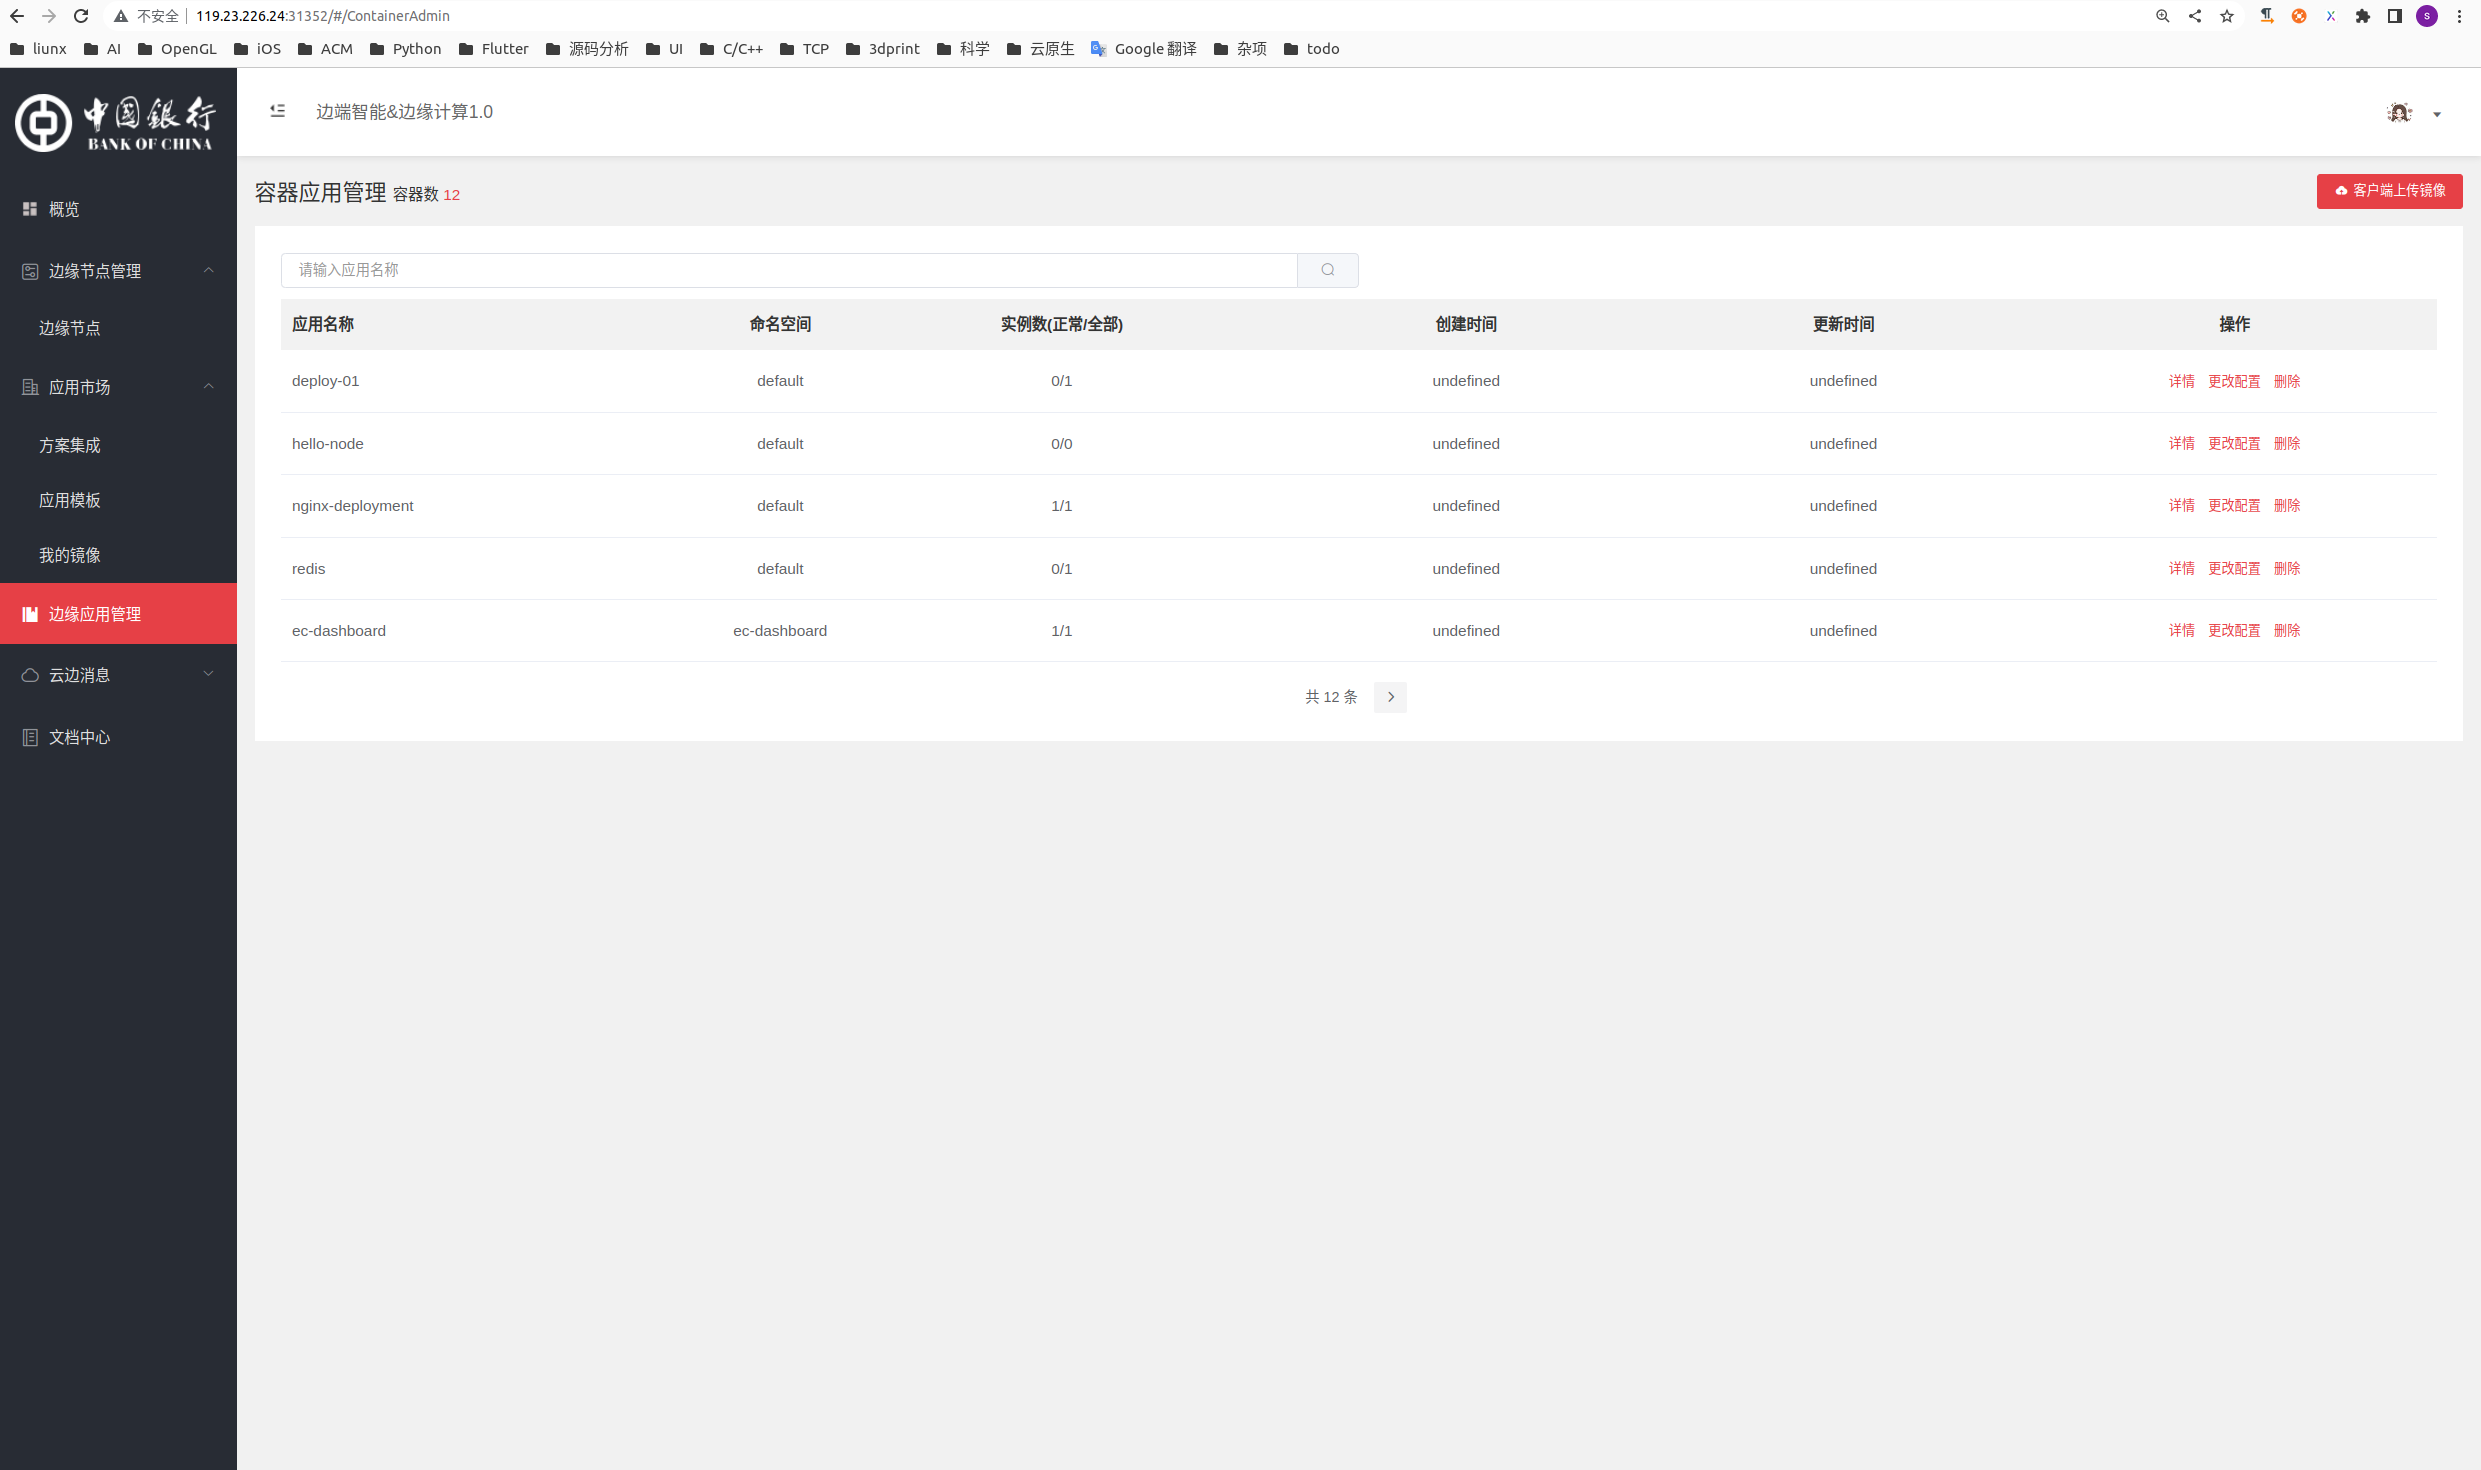 不安全 119.23.226.24:31352/#/ContainerAdmin S
liunx AI OpenGL iOS ACM Python Flutter 源码分析 UI C/C++ TCP 3dprint 科学 云原生 Google 翻译 杂项 todo
中国銀行
BANK OF CHINA
概览
边缘节点管理
边缘节点
应用市场
方案集成
应用模板
我的镜像
边缘应用管理
云边消息
文档中心
边端智能&边缘计算1.0
容器应用管理 容器数 12
客户端上传镜像
请输入应用名称
应用名称 命名空间 实例数(正常/全部) 创建时间 更新时间 操作
deploy-01 default 0/1 undefined undefined 详情 更改配置 删除
hello-node default 0/0 undefined undefined 详情 更改配置 删除
nginx-deployment default 1/1 undefined undefined 详情 更改配置 删除
redis default 0/1 undefined undefined 详情 更改配置 删除
ec-dashboard ec-dashboard 1/1 undefined undefined 详情 更改配置 删除
共 12 条